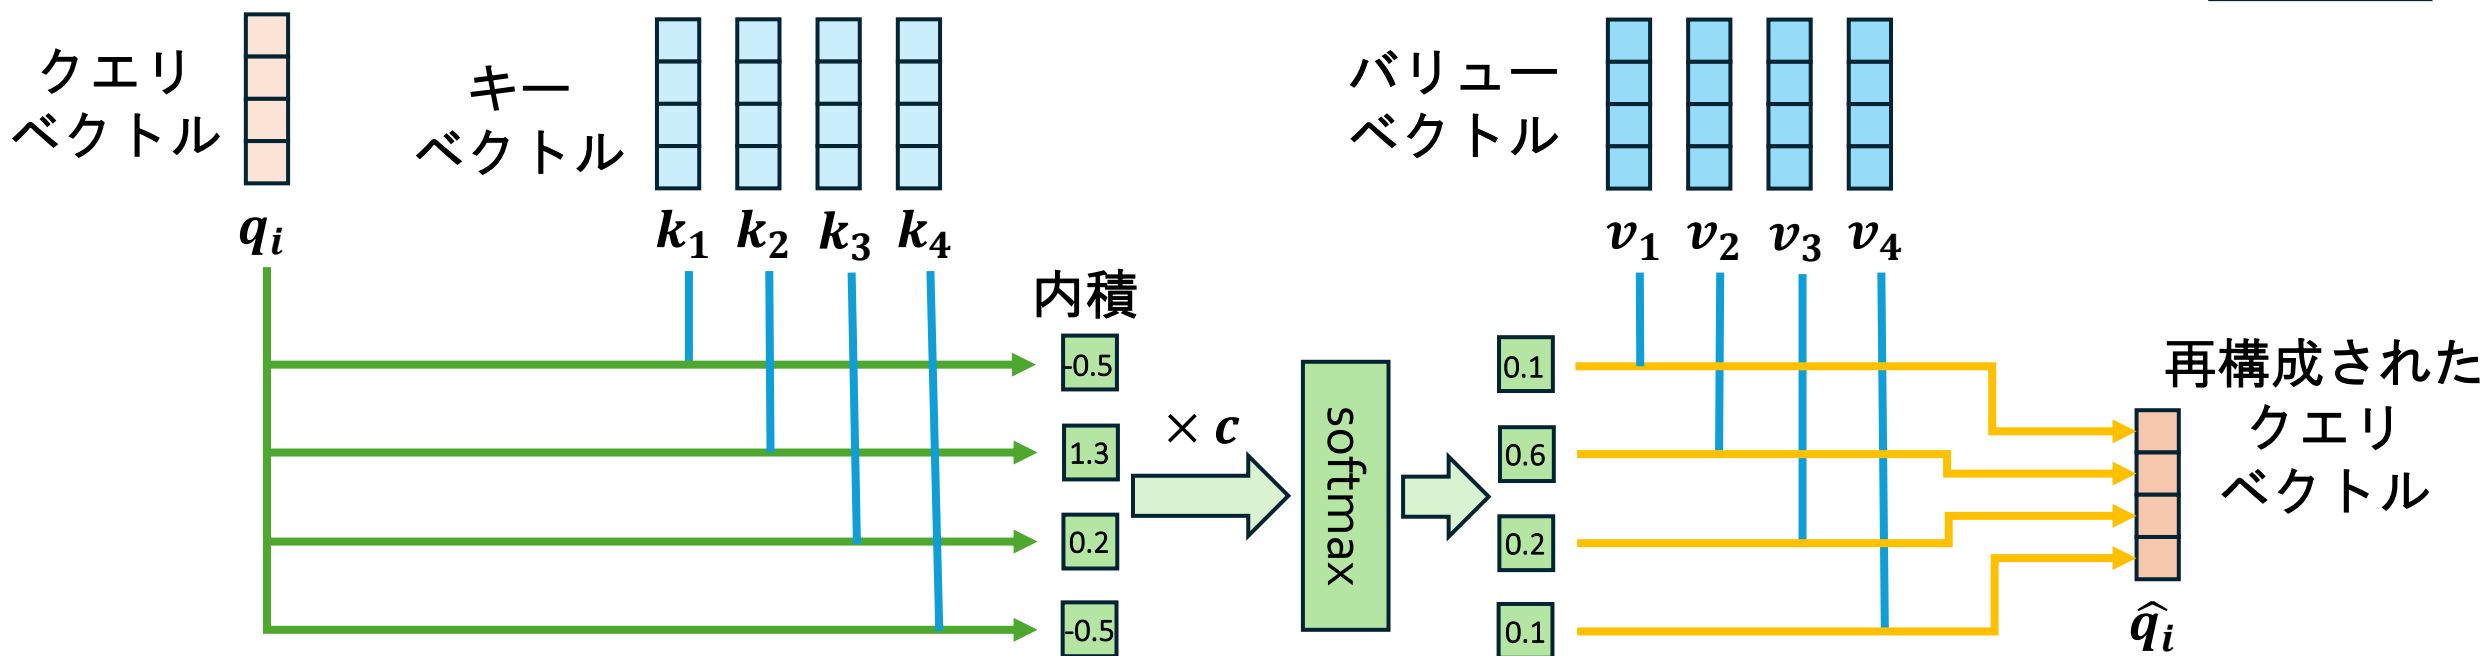 クエリ
ベクトル
キー
ベクトル
バリュー
ベクトル
q_i
k_1 k_2 k_3 k_4
v_1 v_2 v_3 v_4
内積
-0.5
1.3
0.2
-0.5
× c
softmax
0.1
0.6
0.2
0.1
再構成された
クエリ
ベクトル
\hat{q}_i